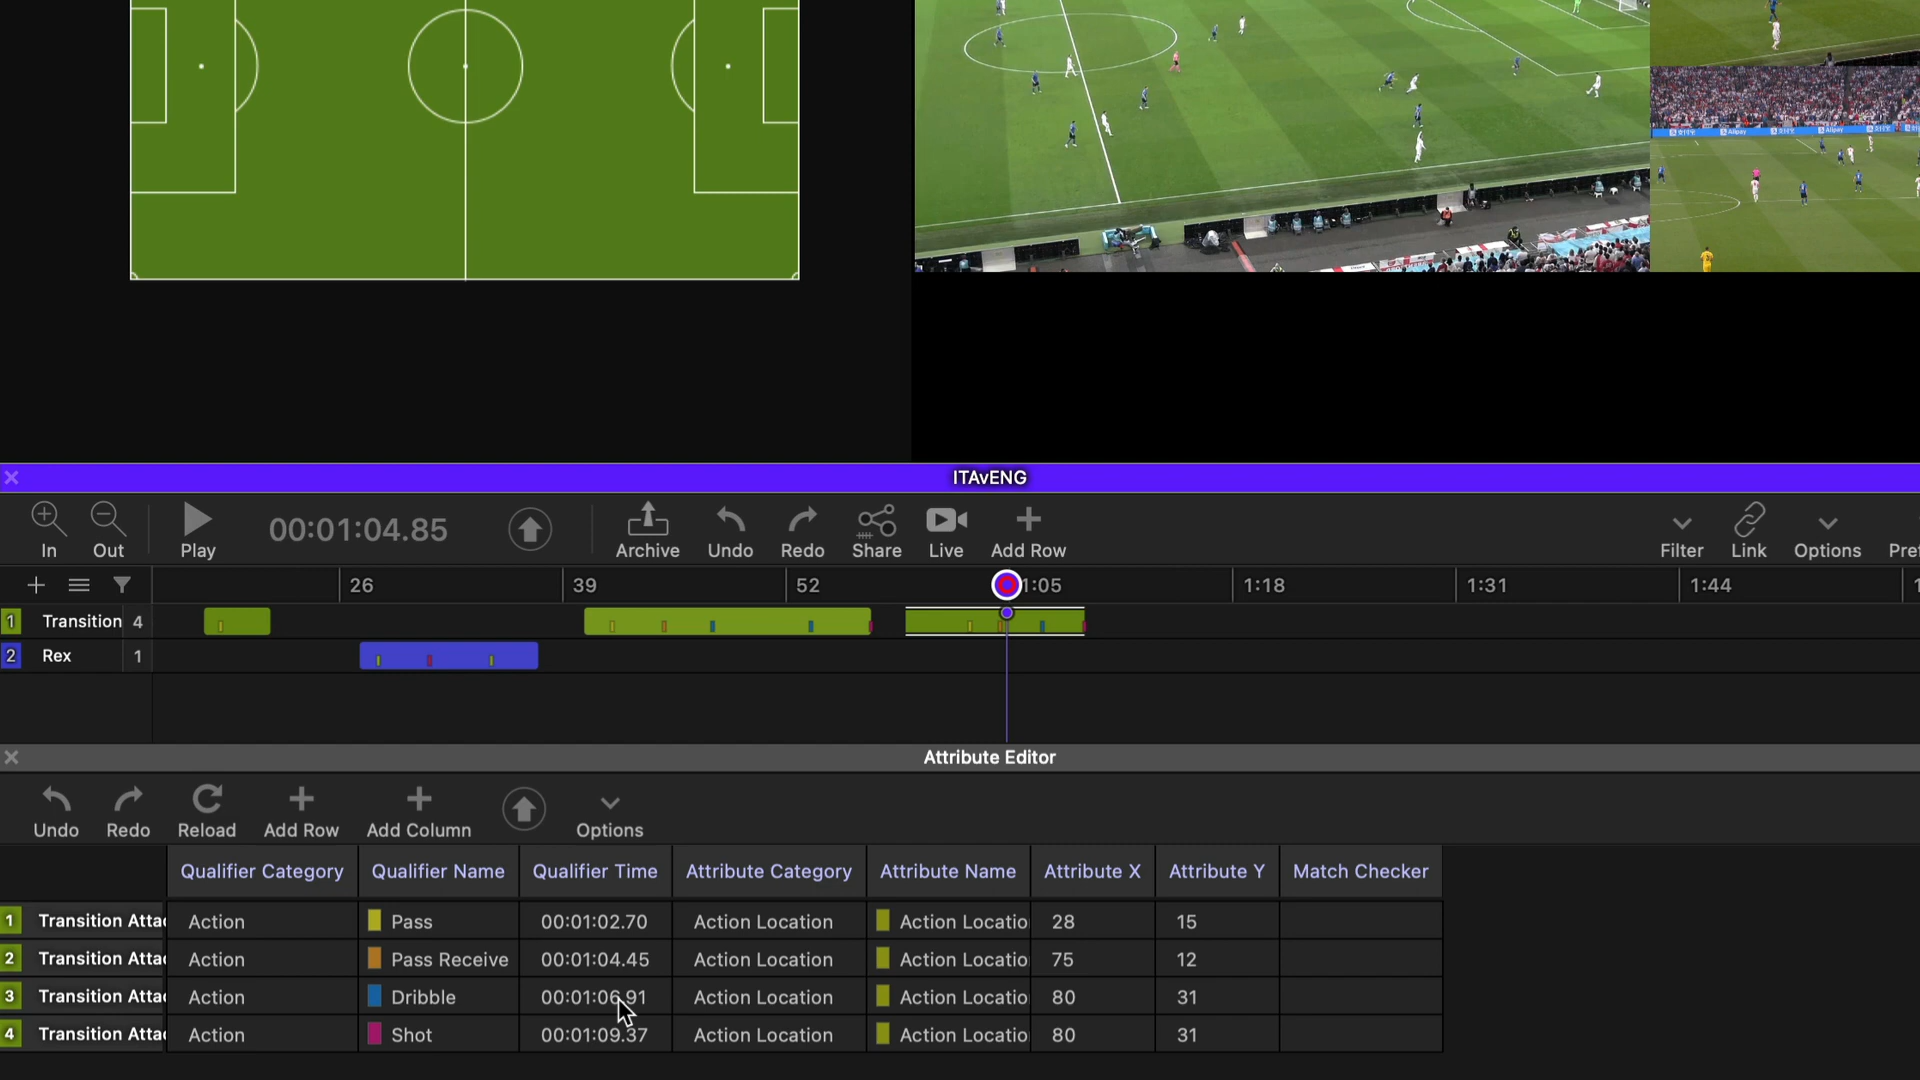 ITAvENG
In
Out
Play
00:01:04.85
Archive
Undo
Redo
Share
Live
Add Row
Filter
Link
Options
Pref
26
39
52
1:05
1:18
1:31
1:44
1
1 Transition 4
2 Rex 1
Attribute Editor
Undo
Redo
Reload
Add Row
Add Column
Options
Qualifier Category Qualifier Name Qualifier Time Attribute Category Attribute Name Attribute X Attribute Y Match Checker
1 Transition Atta Action Pass 00:01:02.70 Action Location Action Locatio 28 15
2 Transition Atta Action Pass Receive 00:01:04.45 Action Location Action Locatio 75 12
3 Transition Atta Action Dribble 00:01:06.91 Action Location Action Locatio 80 31
4 Transition Atta Action Shot 00:01:09.37 Action Location Action Locatio 80 31